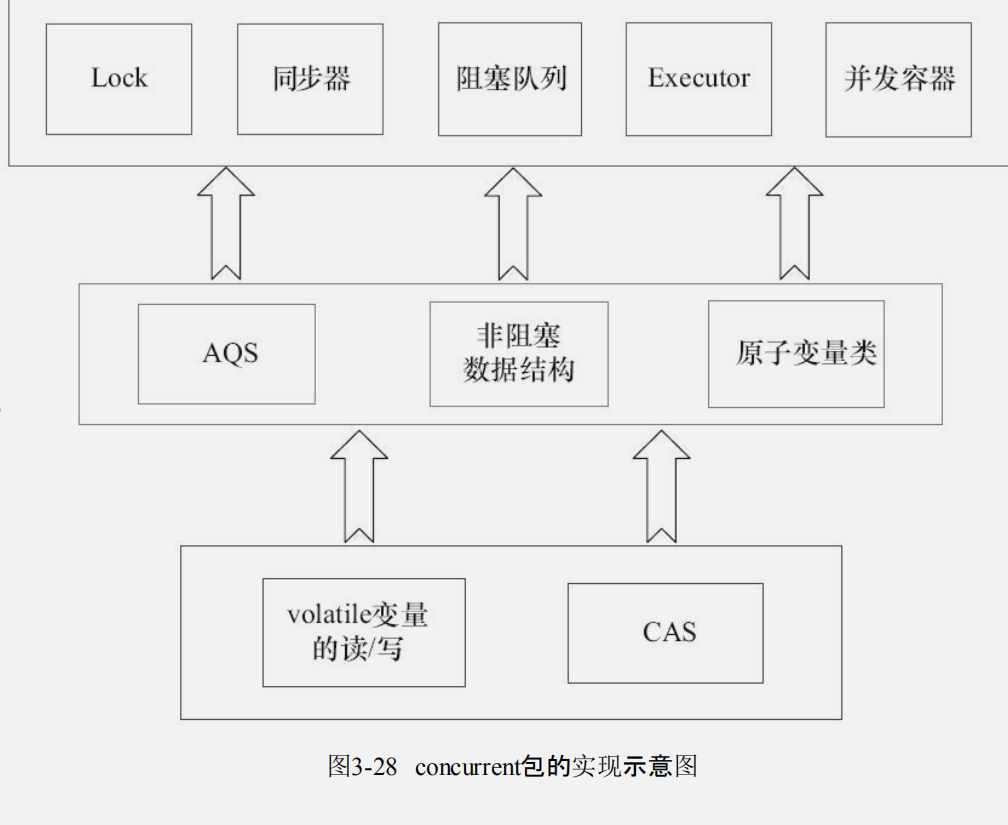 Lock
同步器
阻塞队列
Executor
并发容器
AQS
非阻塞
数据结构
原子变量类
volatile变量
的读/写
CAS
图3-28 concurrent包的实现示意图